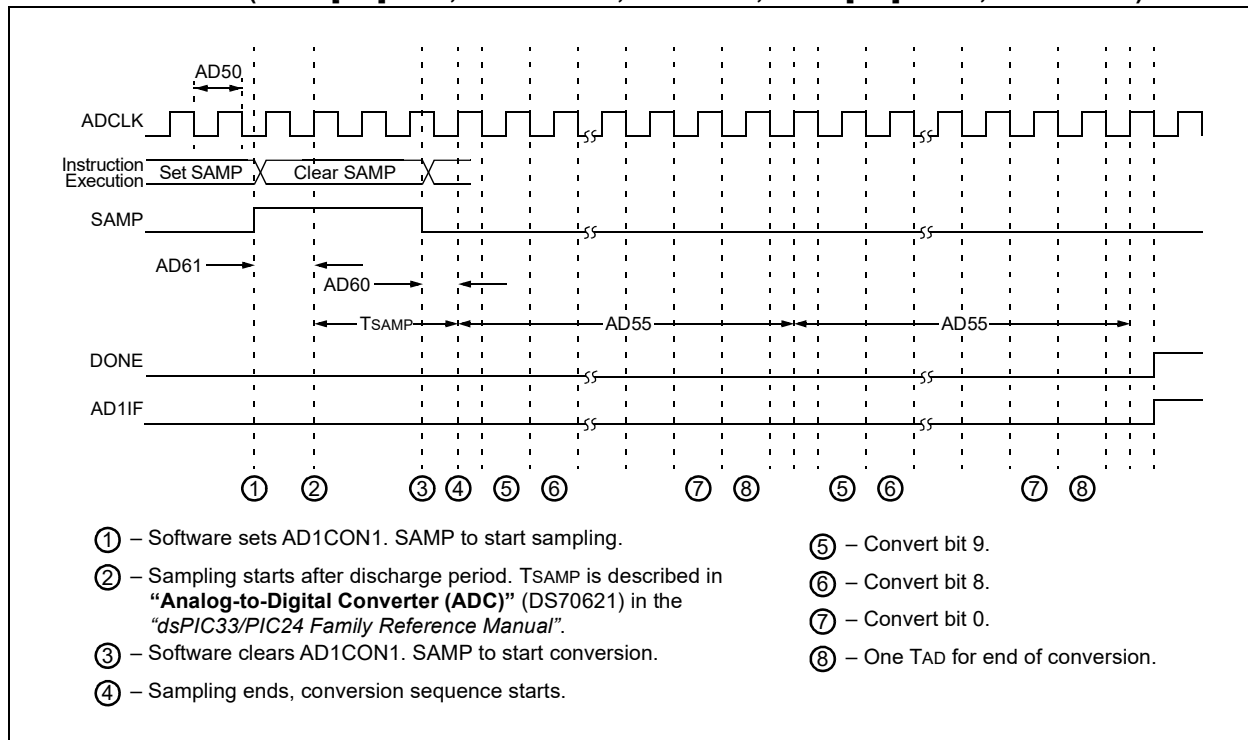 AD50
ADCLK
Instruction
Execution
Set SAMP
Clear SAMP
SAMP
AD61
AD60
TSAMP
AD55
AD55
DONE
AD1IF
1 2 3 4 5 6 7 8 5 6 7 8
1 – Software sets AD1CON1. SAMP to start sampling.
2 – Sampling starts after discharge period. TSAMP is described in
“Analog-to-Digital Converter (ADC)” (DS70621) in the
“dsPIC33/PIC24 Family Reference Manual”.
3 – Software clears AD1CON1. SAMP to start conversion.
4 – Sampling ends, conversion sequence starts.
5 – Convert bit 9.
6 – Convert bit 8.
7 – Convert bit 0.
8 – One TAD for end of conversion.